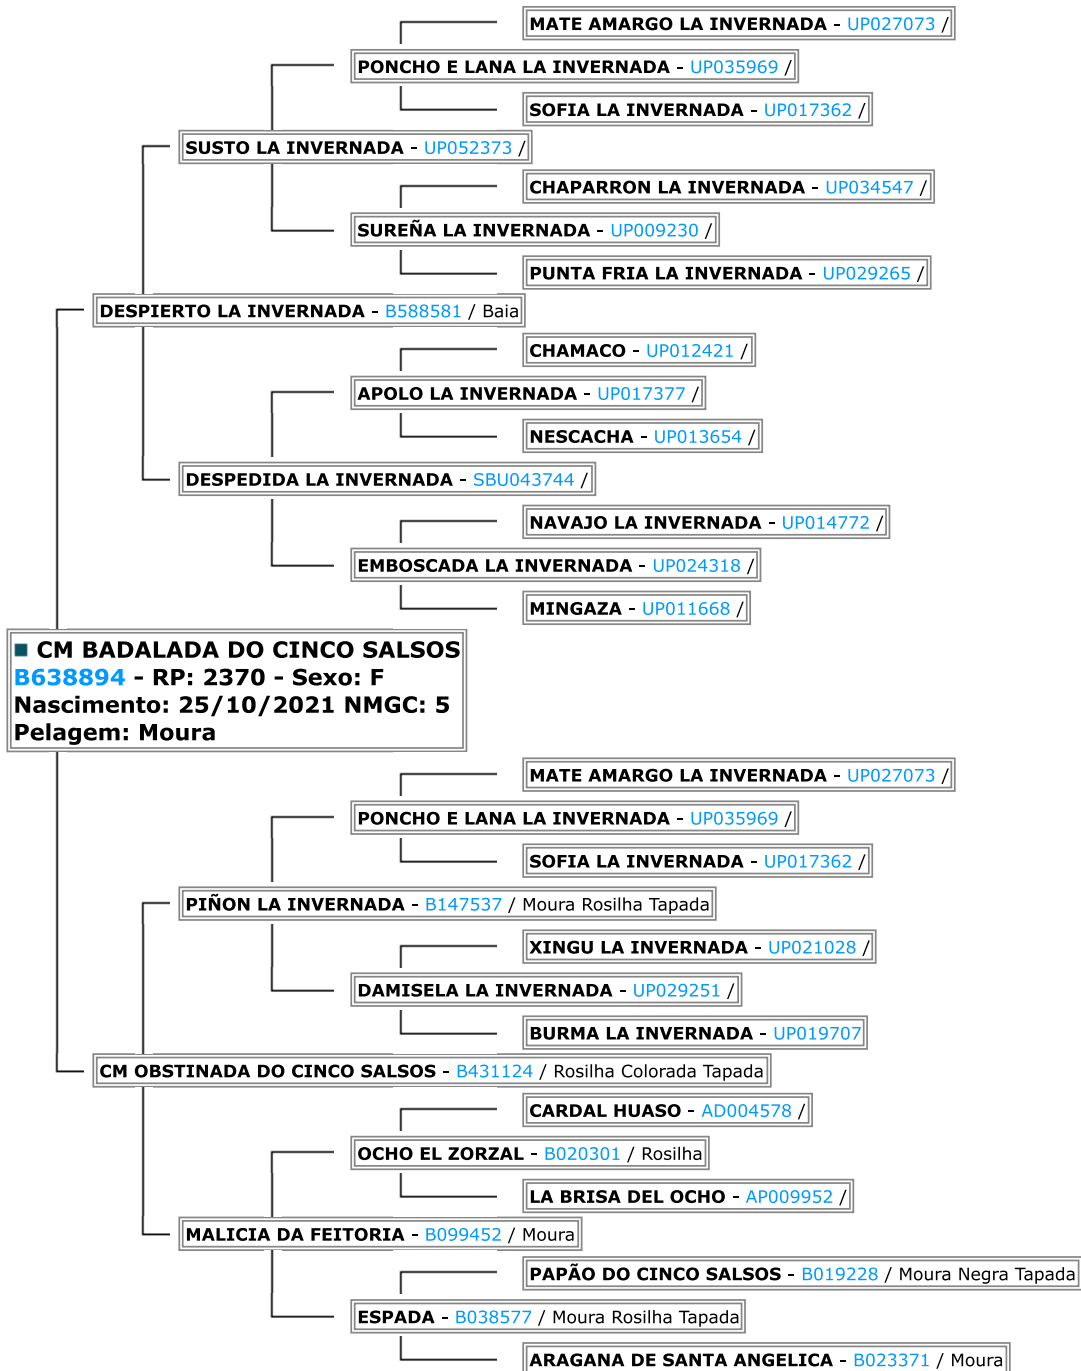 MATE AMARGO LA INVERNADA - UP027073 /
PONCHO E LANA LA INVERNADA - UP035969 /
SOFIA LA INVERNADA - UP017362 /
SUSTO LA INVERNADA - UP052373 /
CHAPARRON LA INVERNADA - UP034547 /
SUREÑA LA INVERNADA - UP009230 /
PUNTA FRIA LA INVERNADA - UP029265 /
DESPIERTO LA INVERNADA - B588581 / Baia
CHAMACO - UP012421 /
APOLO LA INVERNADA - UP017377 /
NESCACHA - UP013654 /
DESPEDIDA LA INVERNADA - SBU043744 /
NAVAJO LA INVERNADA - UP014772 /
EMBOSCADA LA INVERNADA - UP024318 /
MINGAZA - UP011668 /
■ CM BADALADA DO CINCO SALSOS
B638894 - RP: 2370 - Sexo: F
Nascimento: 25/10/2021 NMGC: 5
Pelagem: Moura
MATE AMARGO LA INVERNADA - UP027073 /
PONCHO E LANA LA INVERNADA - UP035969 /
SOFIA LA INVERNADA - UP017362 /
PIÑON LA INVERNADA - B147537 / Moura Rosilha Tapada
XINGU LA INVERNADA - UP021028 /
DAMISELA LA INVERNADA - UP029251 /
BURMA LA INVERNADA - UP019707
CM OBSTINADA DO CINCO SALSOS - B431124 / Rosilha Colorada Tapada
CARDAL HUASO - AD004578 /
OCHO EL ZORZAL - B020301 / Rosilha
LA BRISA DEL OCHO - AP009952 /
MALICIA DA FEITORIA - B099452 / Moura
PAPÃO DO CINCO SALSOS - B019228 / Moura Negra Tapada
ESPADA - B038577 / Moura Rosilha Tapada
ARAGANA DE SANTA ANGELICA - B023371 / Moura